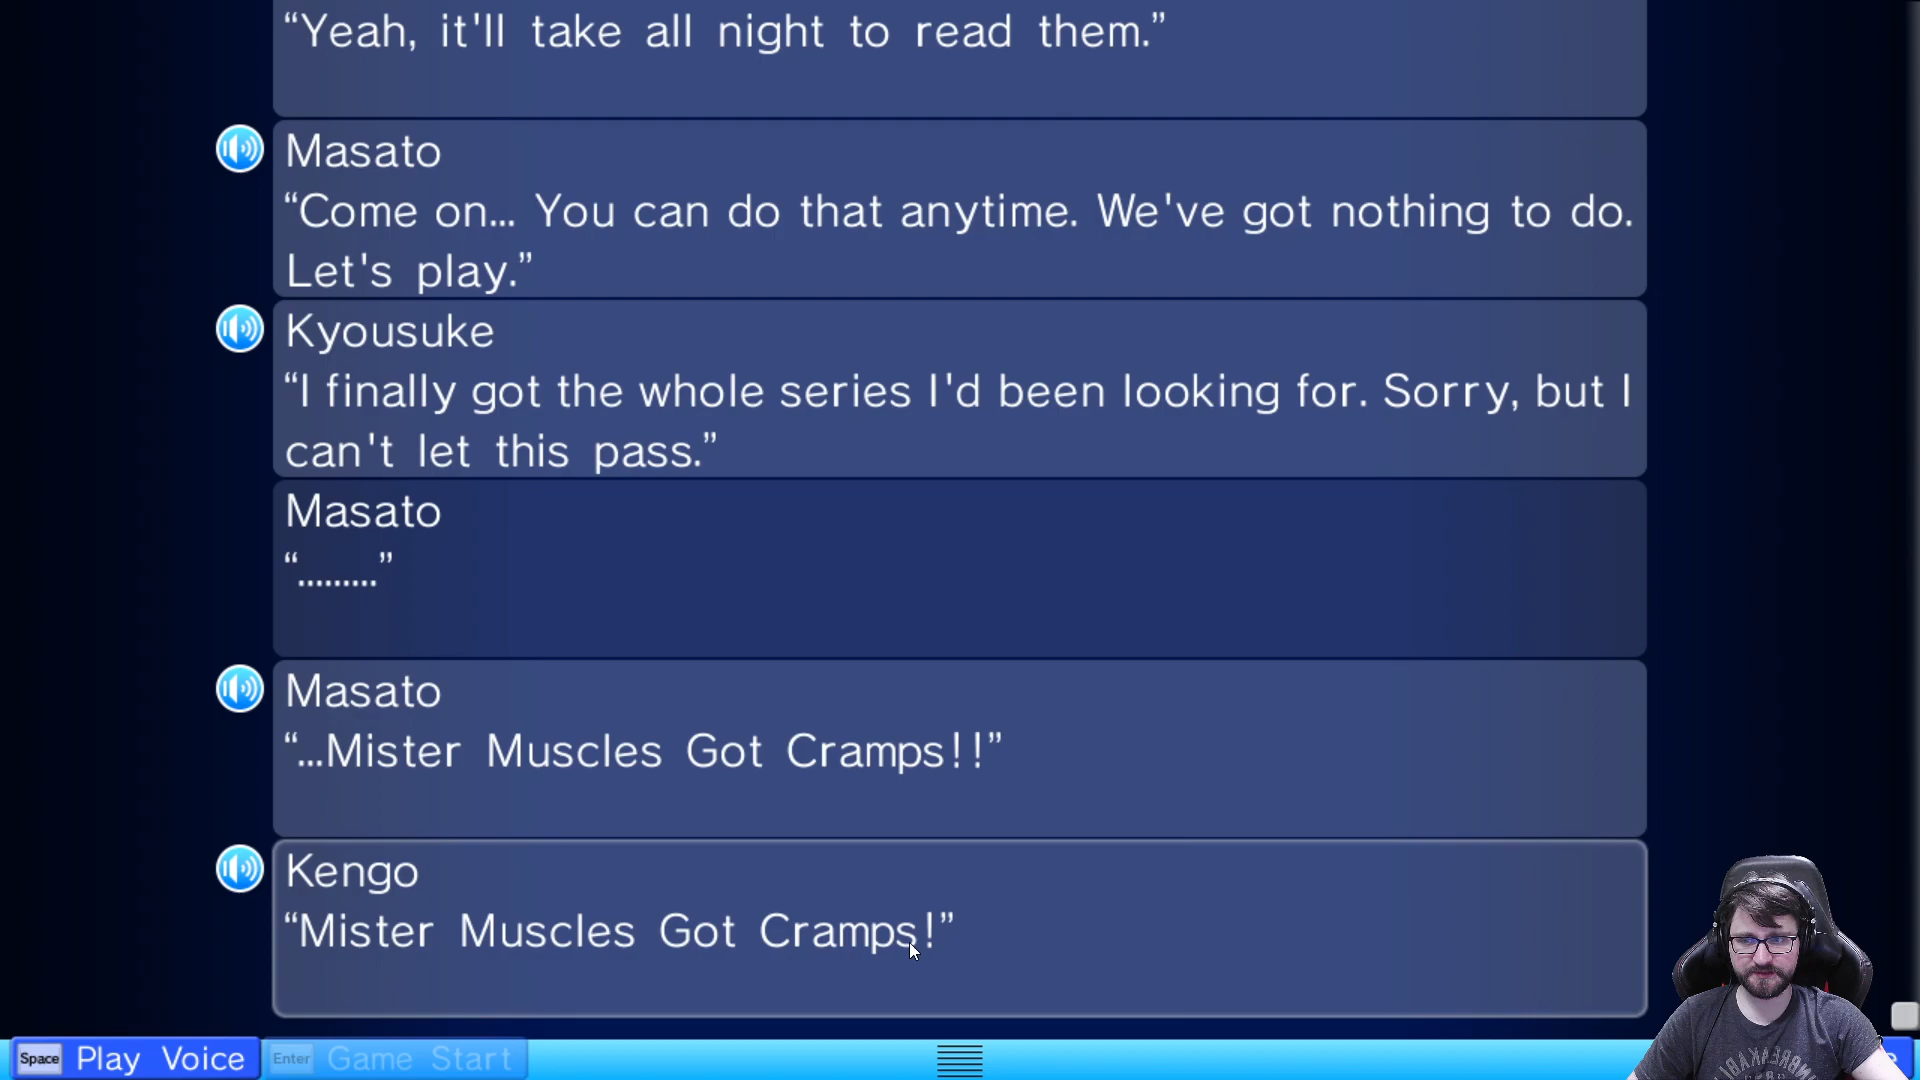 “Yeah, it'll take all night to read them.”
Masato
“Come on... You can do that anytime. We've got nothing to do.
Let's play.”
Kyousuke
“I finally got the whole series I'd been looking for. Sorry, but I
can't let this pass.”
Masato
“.........”
Masato
“...Mister Muscles Got Cramps!!”
Kengo
“Mister Muscles Got Cramps!”
Space Play Voice Enter Game Start